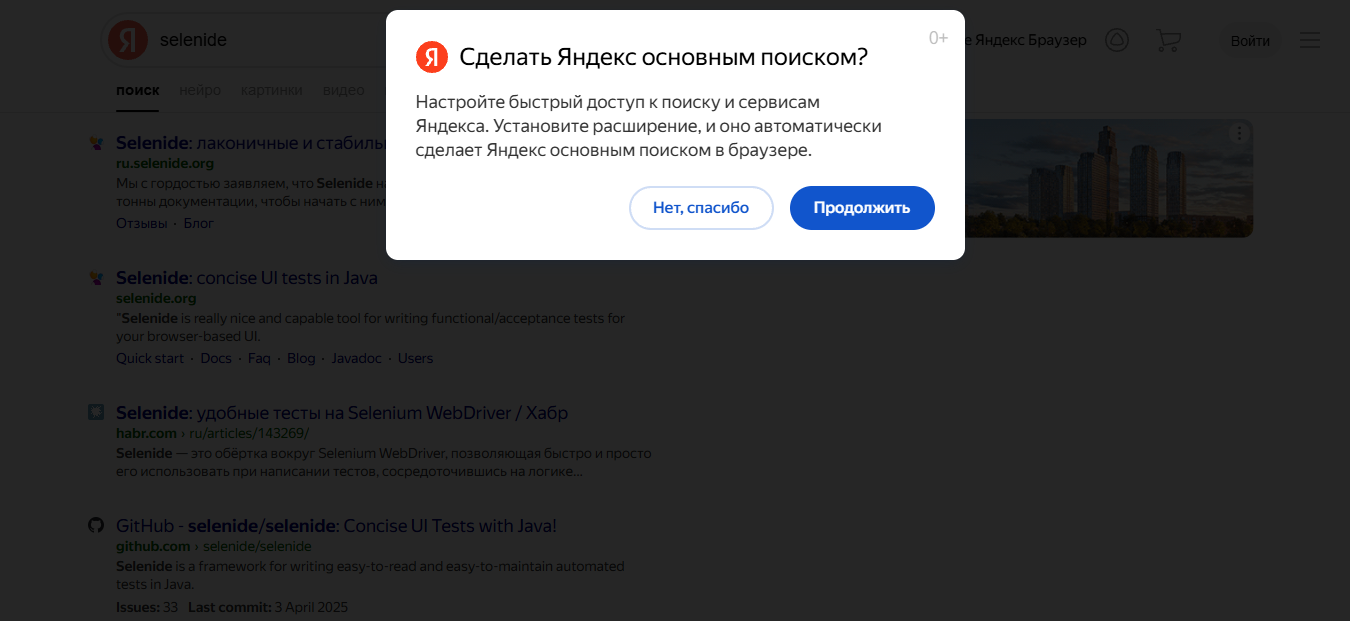 Я selenide
е Яндекс Браузер
Войти
поиск нейро картинки видео
0+
Я Сделать Яндекс основным поиском?
Настройте быстрый доступ к поиску и сервисам
Яндекса. Установите расширение, и оно автоматически
сделает Яндекс основным поиском в браузере.
Нет, спасибо
Продолжить
Selenide: лаконичные и стабиль
ru.selenide.org
Мы с гордостью заявляем, что Selenide н
тонны документации, чтобы начать с ним
Отзывы · Блог
Selenide: concise UI tests in Java
selenide.org
"Selenide is really nice and capable tool for writing functional/acceptance tests for
your browser-based UI.
Quick start · Docs · Faq · Blog · Javadoc · Users
Selenide: удобные тесты на Selenium WebDriver / Хабр
habr.com › ru/articles/143269/
Selenide — это обёртка вокруг Selenium WebDriver, позволяющая быстро и просто
его использовать при написании тестов, сосредоточившись на логике...
GitHub - selenide/selenide: Concise UI Tests with Java!
github.com › selenide/selenide
Selenide is a framework for writing easy-to-read and easy-to-maintain automated
tests in Java.
Issues: 33 Last commit: 3 April 2025